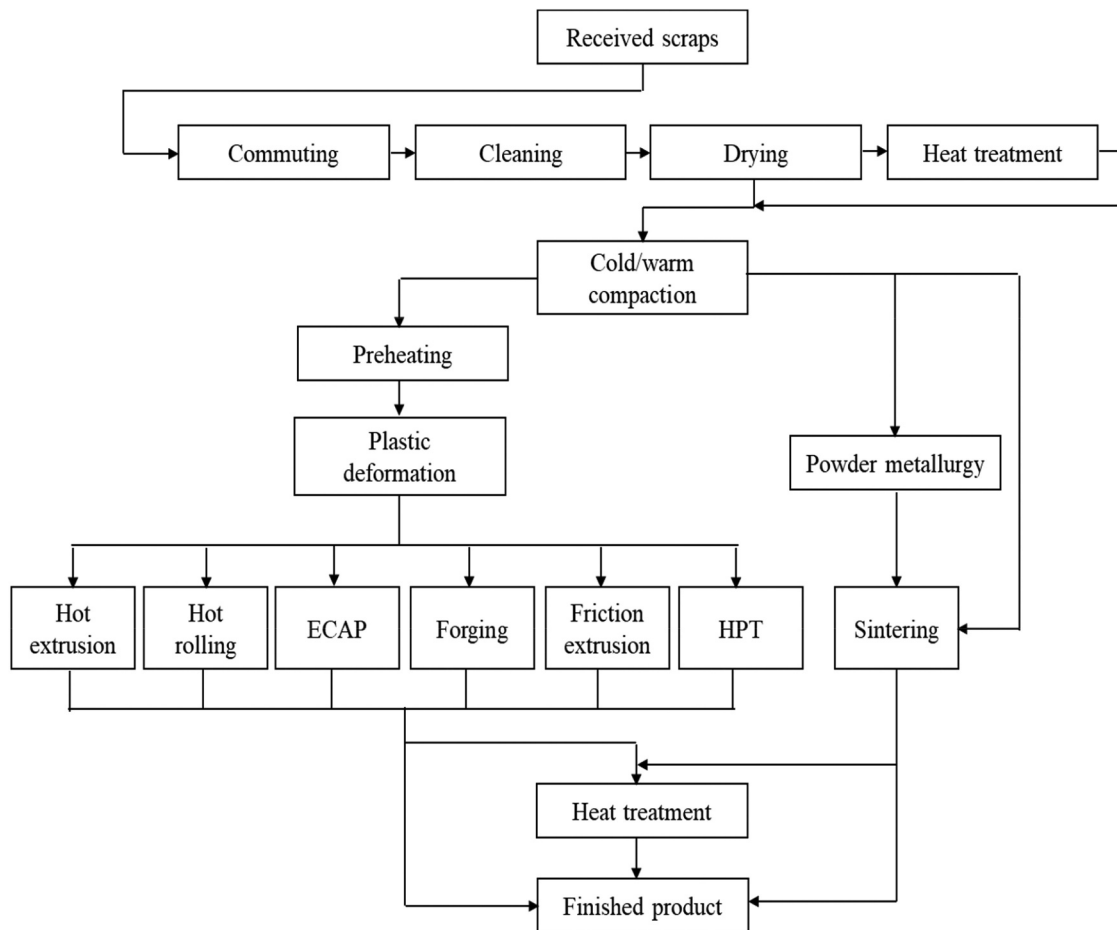 Received scraps
Commuting
Cleaning
Drying
Heat treatment
Cold/warm
compaction
Preheating
Plastic
deformation
Powder metallurgy
Hot
extrusion
Hot
rolling
ECAP
Forging
Friction
extrusion
HPT
Sintering
Heat treatment
Finished product